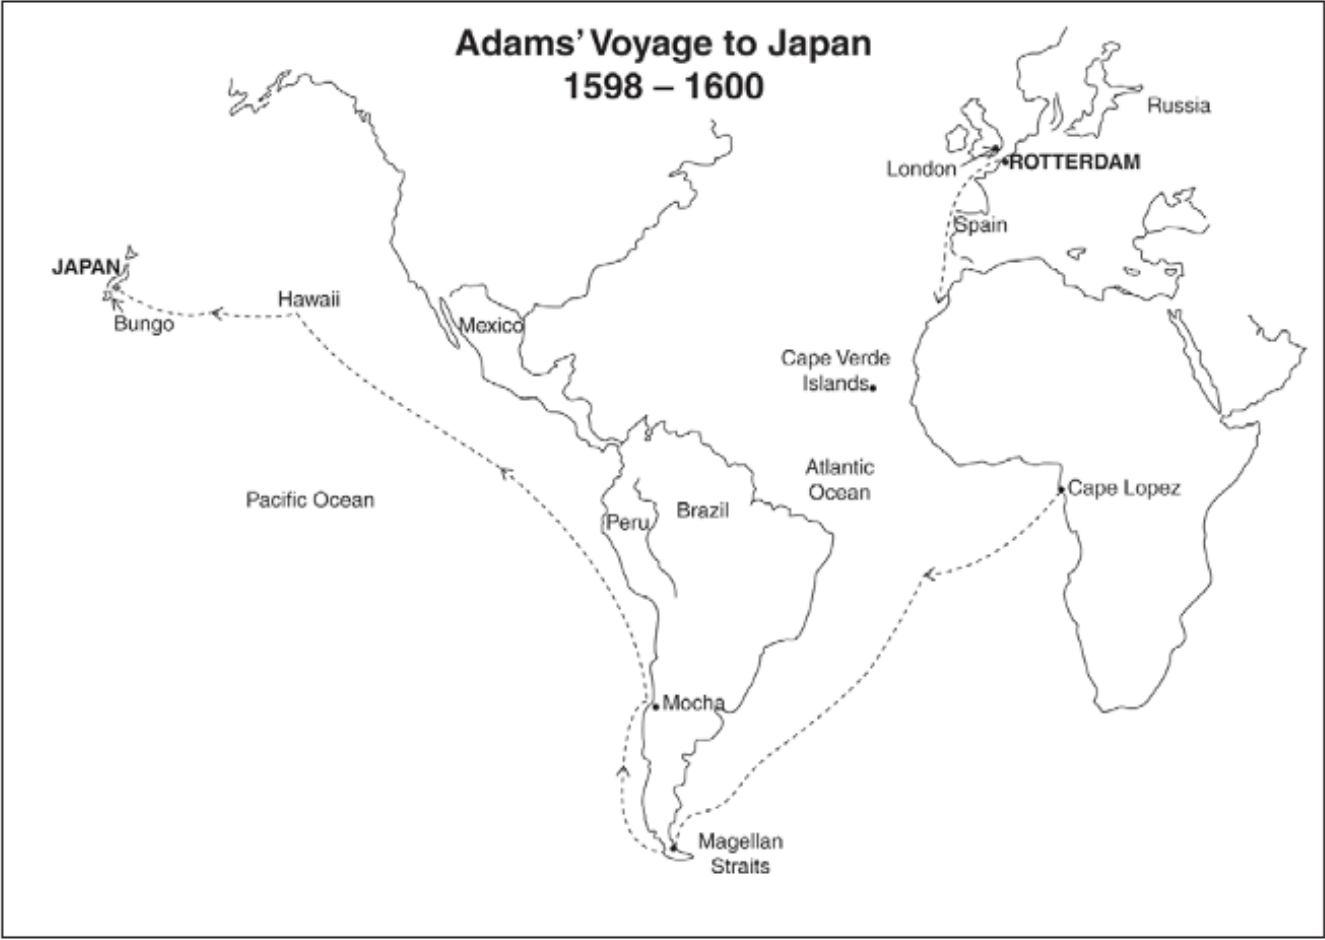 Adams' Voyage to Japan
1598 – 1600
Russia
London
ROTTERDAM
Spain
JAPAN
Hawaii
Bungo
Mexico
Cape Verde
Islands
Atlantic
Ocean
Cape Lopez
Pacific Ocean
Peru
Brazil
Mocha
Magellan
Straits